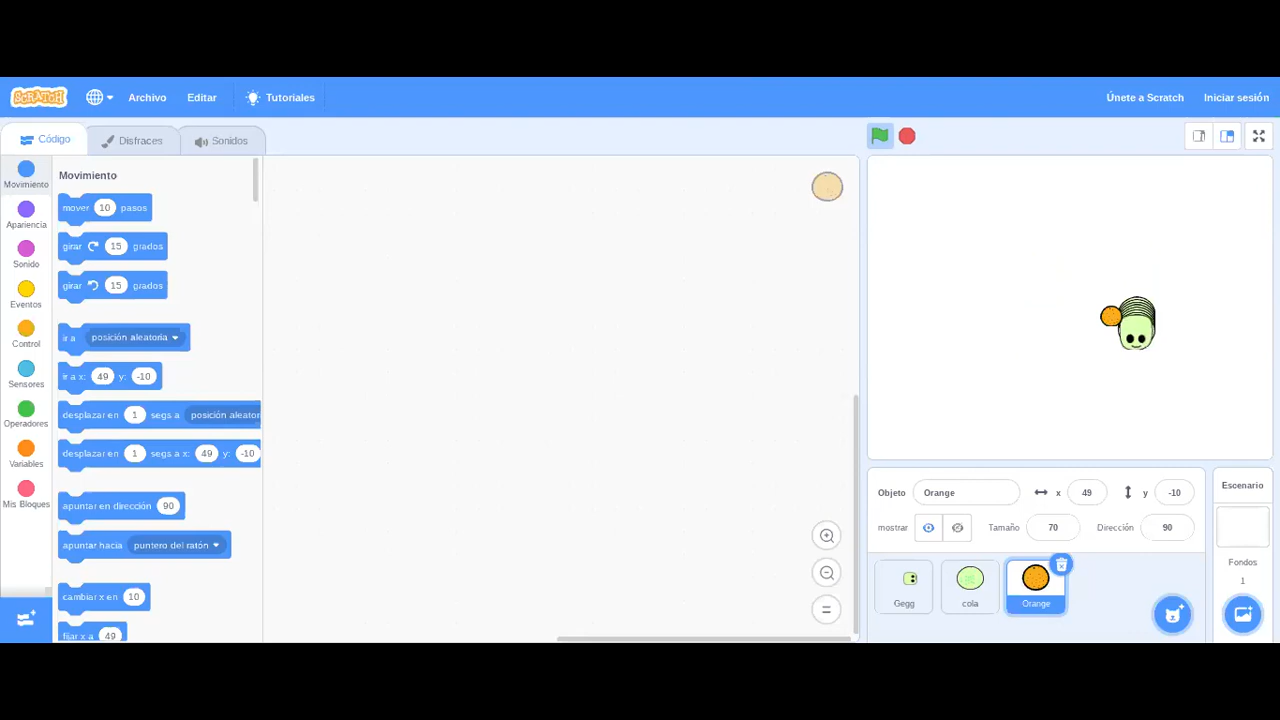 SCRATCH
Archivo
Editar
Tutoriales
Únete a Scratch
Iniciar sesión
Código
Disfraces
Sonidos
Movimiento
Apariencia
Sonido
Eventos
Control
Sensores
Operadores
Variables
Mis Bloques
Movimiento
mover 10 pasos
girar 15 grados
girar 15 grados
ir a posición aleatoria
ir a x: 49 y: -10
desplazar en 1 segs a posición aleator
desplazar en 1 segs a x: 49 y: -10
apuntar en dirección 90
apuntar hacia puntero del ratón
cambiar x en 10
fijar x a 49
Objeto Orange x 49 y -10
mostrar Tamaño 70 Dirección 90
Gegg
cola
Orange
Escenario
Fondos
1